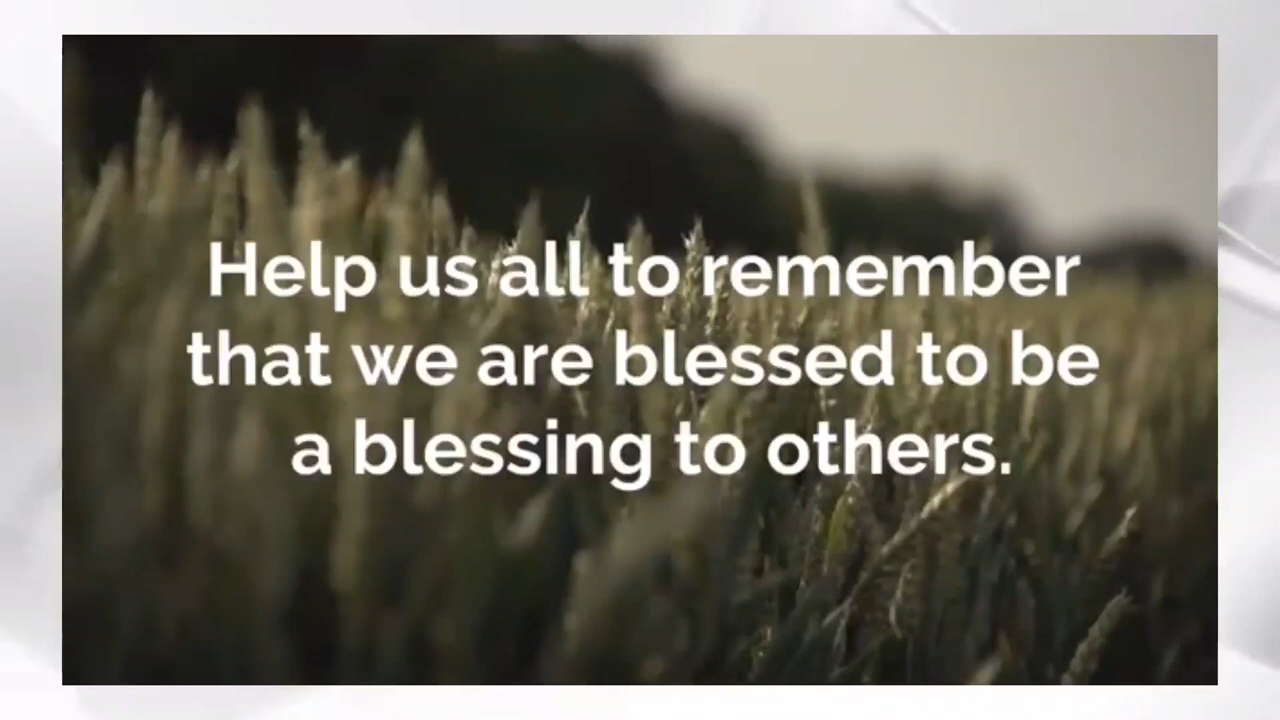 Help us all to remember
that we are blessed to be
a blessing to others.